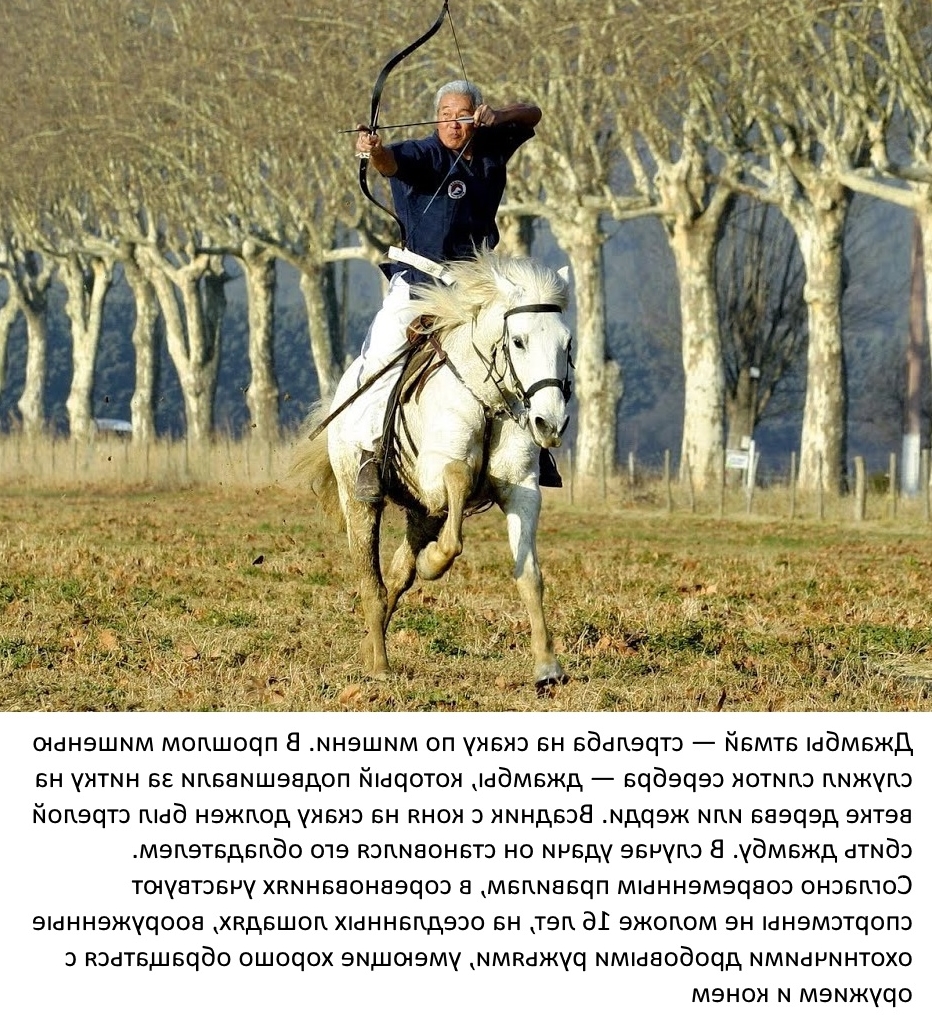 Джамбы атмай — стрельба на скаку по мишени. В прошлом мишенью
служил слиток серебра — джамбы, который подвешивали за нитку на
ветке дерева или жерди. Всадник с коня на скаку должен был стрелой
сбить джамбу. В случае удачи он становился его обладателем.
Согласно современным правилам, в соревнованиях участвуют
спортсмены не моложе 16 лет, на оседланных лошадях, вооруженные
охотничьими дробовыми ружьями, умеющие хорошо обращаться с
оружием и конем